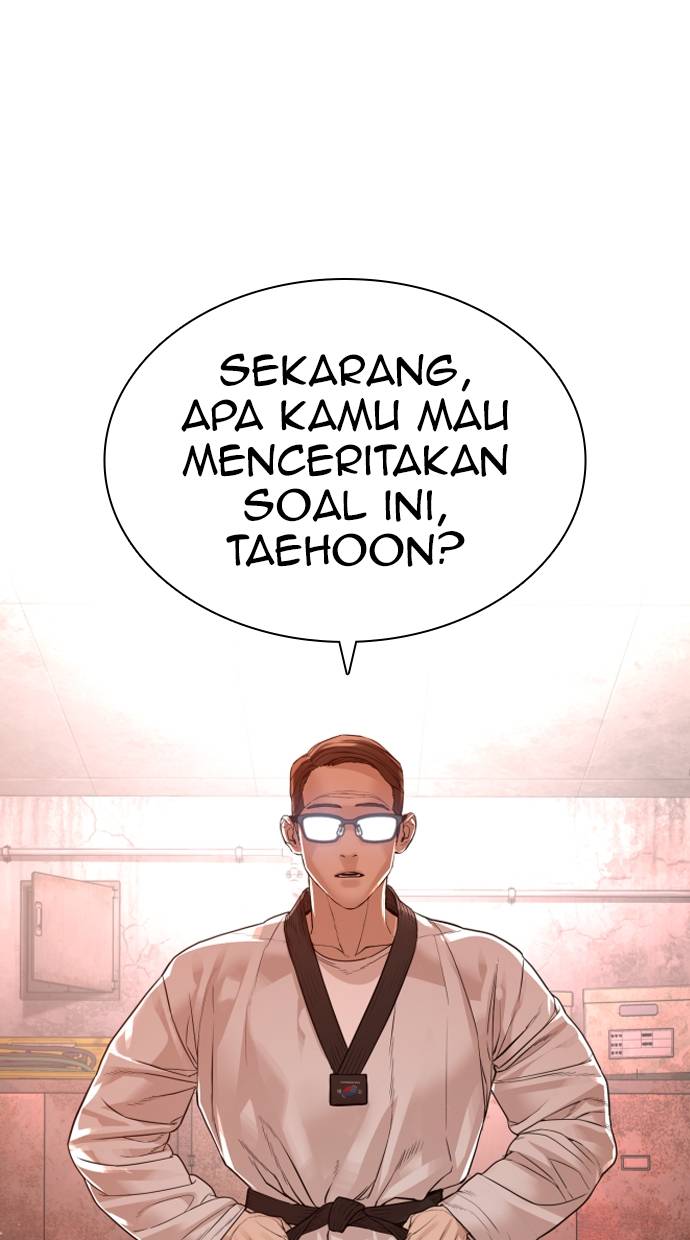 SEKARANG,
APA KAMU MAU
MENCERITAKAN
SOAL INI,
TAEHOON?